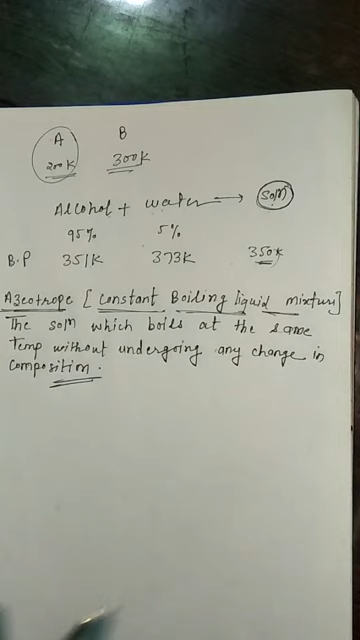 A B
200K 300K
Alcohol + water → Soln
95% 5%
B.P 351K 373K 350K
Azeotrope [Constant Boiling liquid mixture]
The soln which boils at the same
Temp without undergoing any change in
Composition.